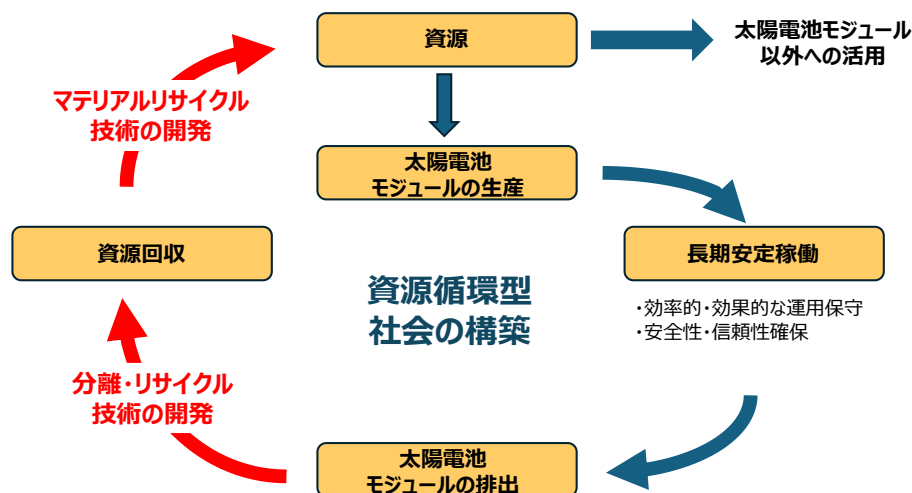 資源
太陽電池モジュール
以外への活用
マテリアルリサイクル
技術の開発
太陽電池
モジュールの生産
資源回収
長期安定稼働
・効率的・効果的な運用保守
・安全性・信頼性確保
資源循環型
社会の構築
分離・リサイクル
技術の開発
太陽電池
モジュールの排出